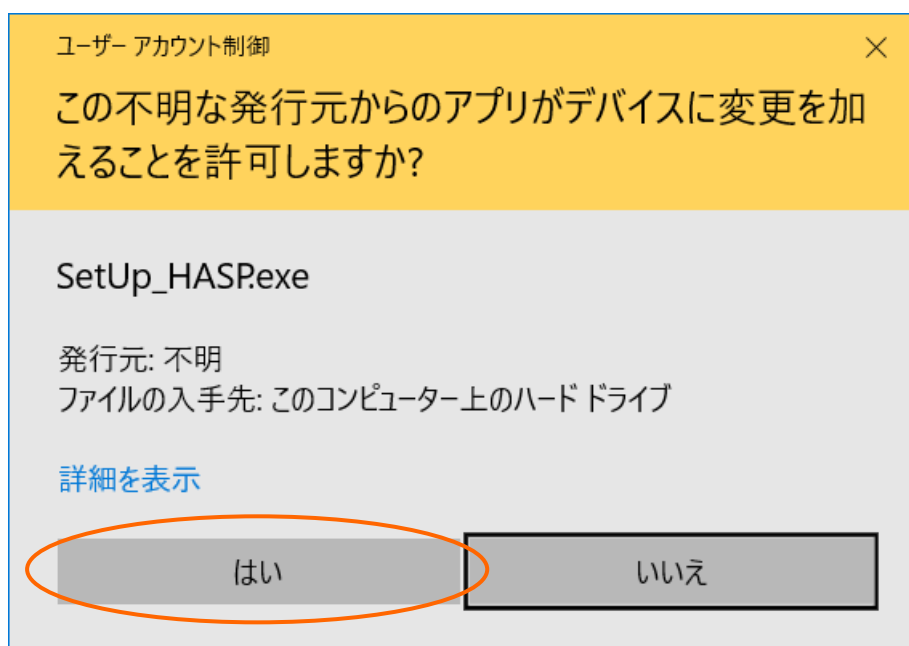 ユーザー アカウント制御
この不明な発行元からのアプリがデバイスに変更を加
えることを許可しますか?
SetUp_HASP.exe
発行元: 不明
ファイルの入手先: このコンピューター上のハード ドライブ
詳細を表示
はい
いいえ